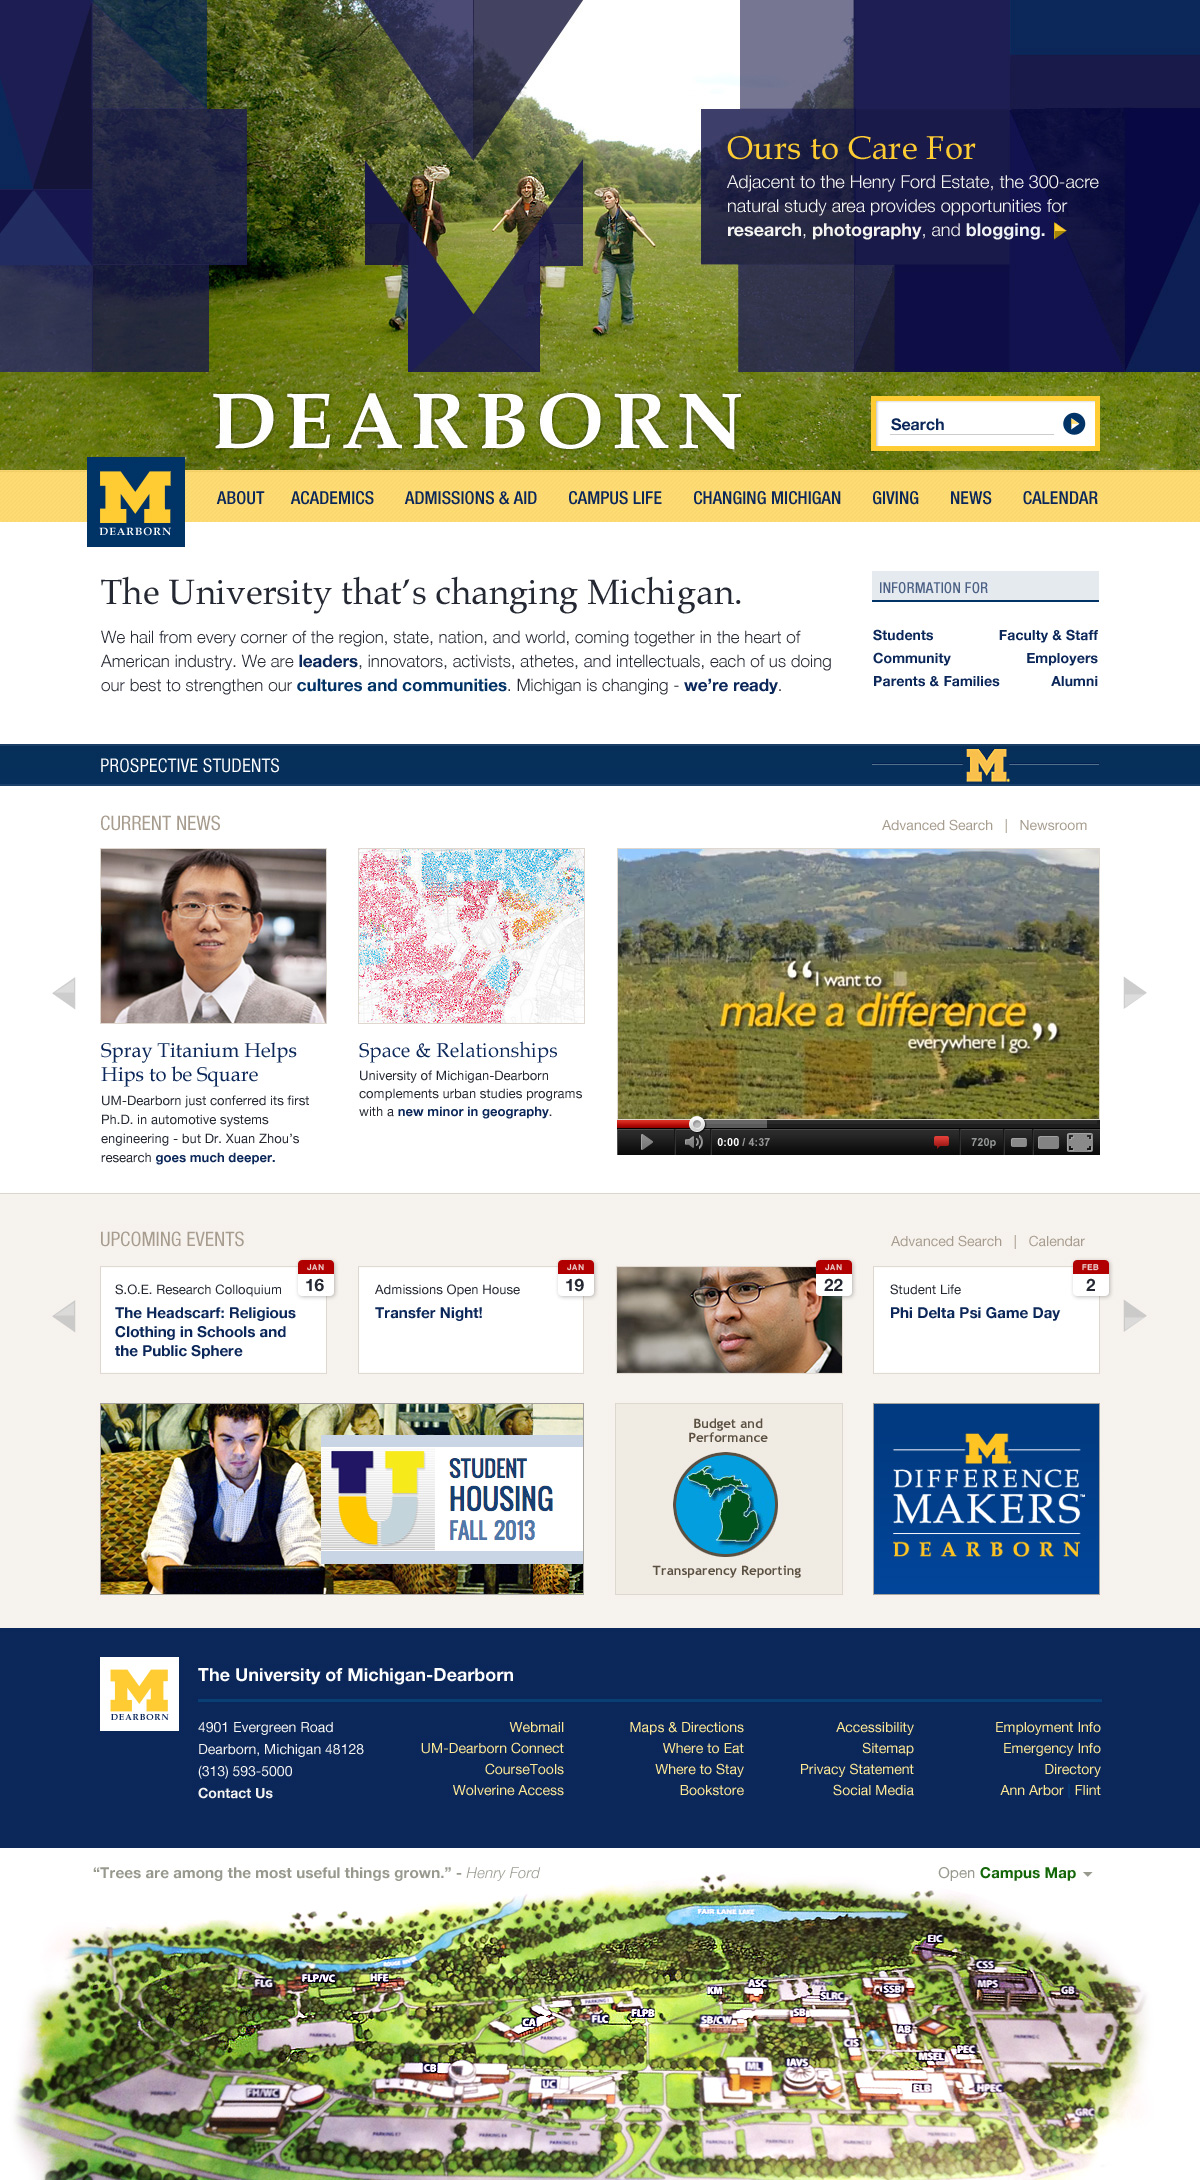 Ours to Care For
Adjacent to the Henry Ford Estate, the 300-acre
natural study area provides opportunities for
research, photography, and blogging.
DEARBORN
Search
M
DEARBORN
ABOUT ACADEMICS ADMISSIONS & AID CAMPUS LIFE CHANGING MICHIGAN GIVING NEWS CALENDAR
The University that's changing Michigan.
We hail from every corner of the region, state, nation, and world, coming together in the heart of
American industry. We are leaders, innovators, activists, athetes, and intellectuals, each of us doing
our best to strengthen our cultures and communities. Michigan is changing - we're ready.
INFORMATION FOR
Students Faculty & Staff
Community Employers
Parents & Families Alumni
PROSPECTIVE STUDENTS
M
CURRENT NEWS
Advanced Search | Newsroom
Spray Titanium Helps
Hips to be Square
UM-Dearborn just conferred its first
Ph.D. in automotive systems
engineering - but Dr. Xuan Zhou's
research goes much deeper.
Space & Relationships
University of Michigan-Dearborn
complements urban studies programs
with a new minor in geography.
“I want to
make a difference
everywhere I go.”
0:00 / 4:37
720p
UPCOMING EVENTS
Advanced Search | Calendar
JAN
16
S.O.E. Research Colloquium
The Headscarf: Religious
Clothing in Schools and
the Public Sphere
JAN
19
Admissions Open House
Transfer Night!
JAN
22
FEB
2
Student Life
Phi Delta Psi Game Day
U
STUDENT
HOUSING
FALL 2013
Budget and
Performance
Transparency Reporting
M
DIFFERENCE
MAKERS™
DEARBORN
M
DEARBORN
The University of Michigan-Dearborn
4901 Evergreen Road
Dearborn, Michigan 48128
(313) 593-5000
Contact Us
Webmail
UM-Dearborn Connect
CourseTools
Wolverine Access
Maps & Directions
Where to Eat
Where to Stay
Bookstore
Accessibility
Sitemap
Privacy Statement
Social Media
Employment Info
Emergency Info
Directory
Ann Arbor | Flint
“Trees are among the most useful things grown.” - Henry Ford
Open Campus Map
FAIR LANE LAKE
EIC
CSS
FLG
FLP/VC
HFE
KM
ASC
SLRC
SSB
MPS
GB
CA
FLC
FLPB
SB/CW
SB
IAB
CIS
MSEL
PEC
CB
UC
ML
IAVS
ELB
HPEC
FH/WC
GRC